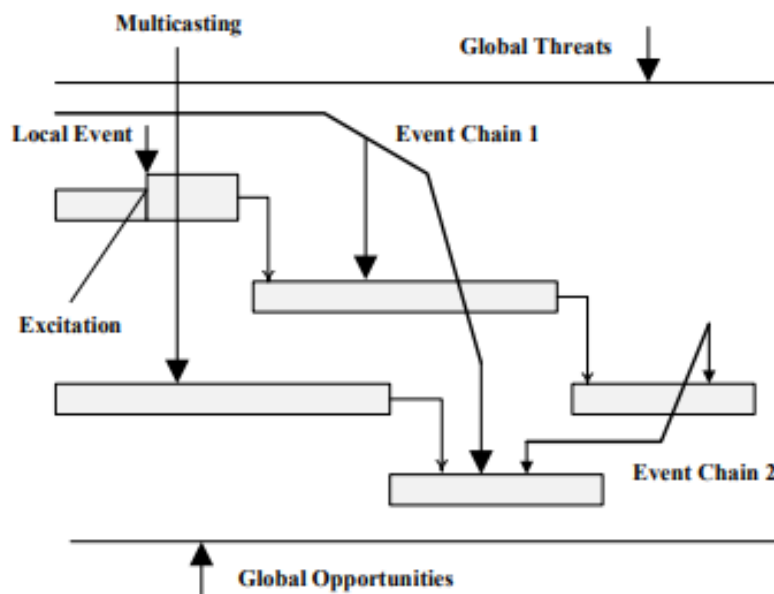 Multicasting
Global Threats
Local Event
Event Chain 1
Excitation
Event Chain 2
Global Opportunities